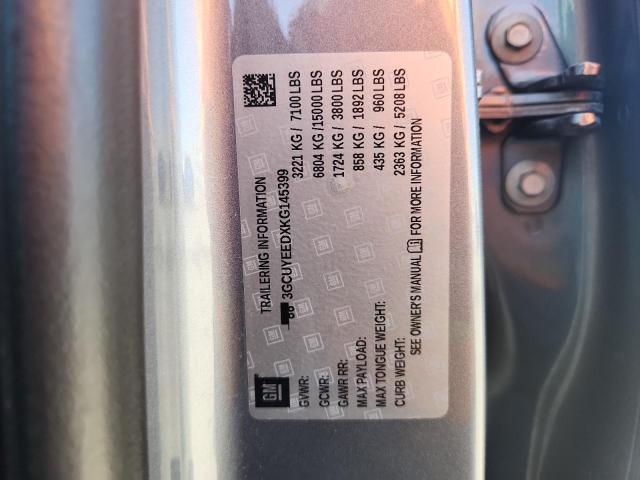 TRAILERING INFORMATION
3GCUYEEDXKG145399
GM
GVWR: 3221 KG / 7100 LBS
GCWR: 6804 KG / 15000 LBS
GAWR RR: 1724 KG / 3800 LBS
MAX PAYLOAD: 858 KG / 1892 LBS
MAX TONGUE WEIGHT: 435 KG / 960 LBS
CURB WEIGHT: 2363 KG / 5208 LBS
SEE OWNER'S MANUAL FOR MORE INFORMATION